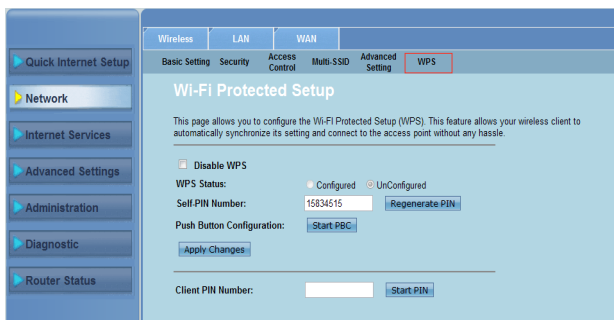 Wireless LAN WAN
Basic Setting Security Access Control Multi-SSID Advanced Setting WPS
Quick Internet Setup
Network
Internet Services
Advanced Settings
Administration
Diagnostic
Router Status
Wi-Fi Protected Setup
This page allows you to configure the Wi-FI Protected Setup (WPS). This feature allows your wireless client to
automatically synchronize its setting and connect to the access point without any hassle.
Disable WPS
WPS Status: Configured UnConfigured
Self-PIN Number: 15834515 Regenerate PIN
Push Button Configuration: Start PBC
Apply Changes
Client PIN Number: Start PIN